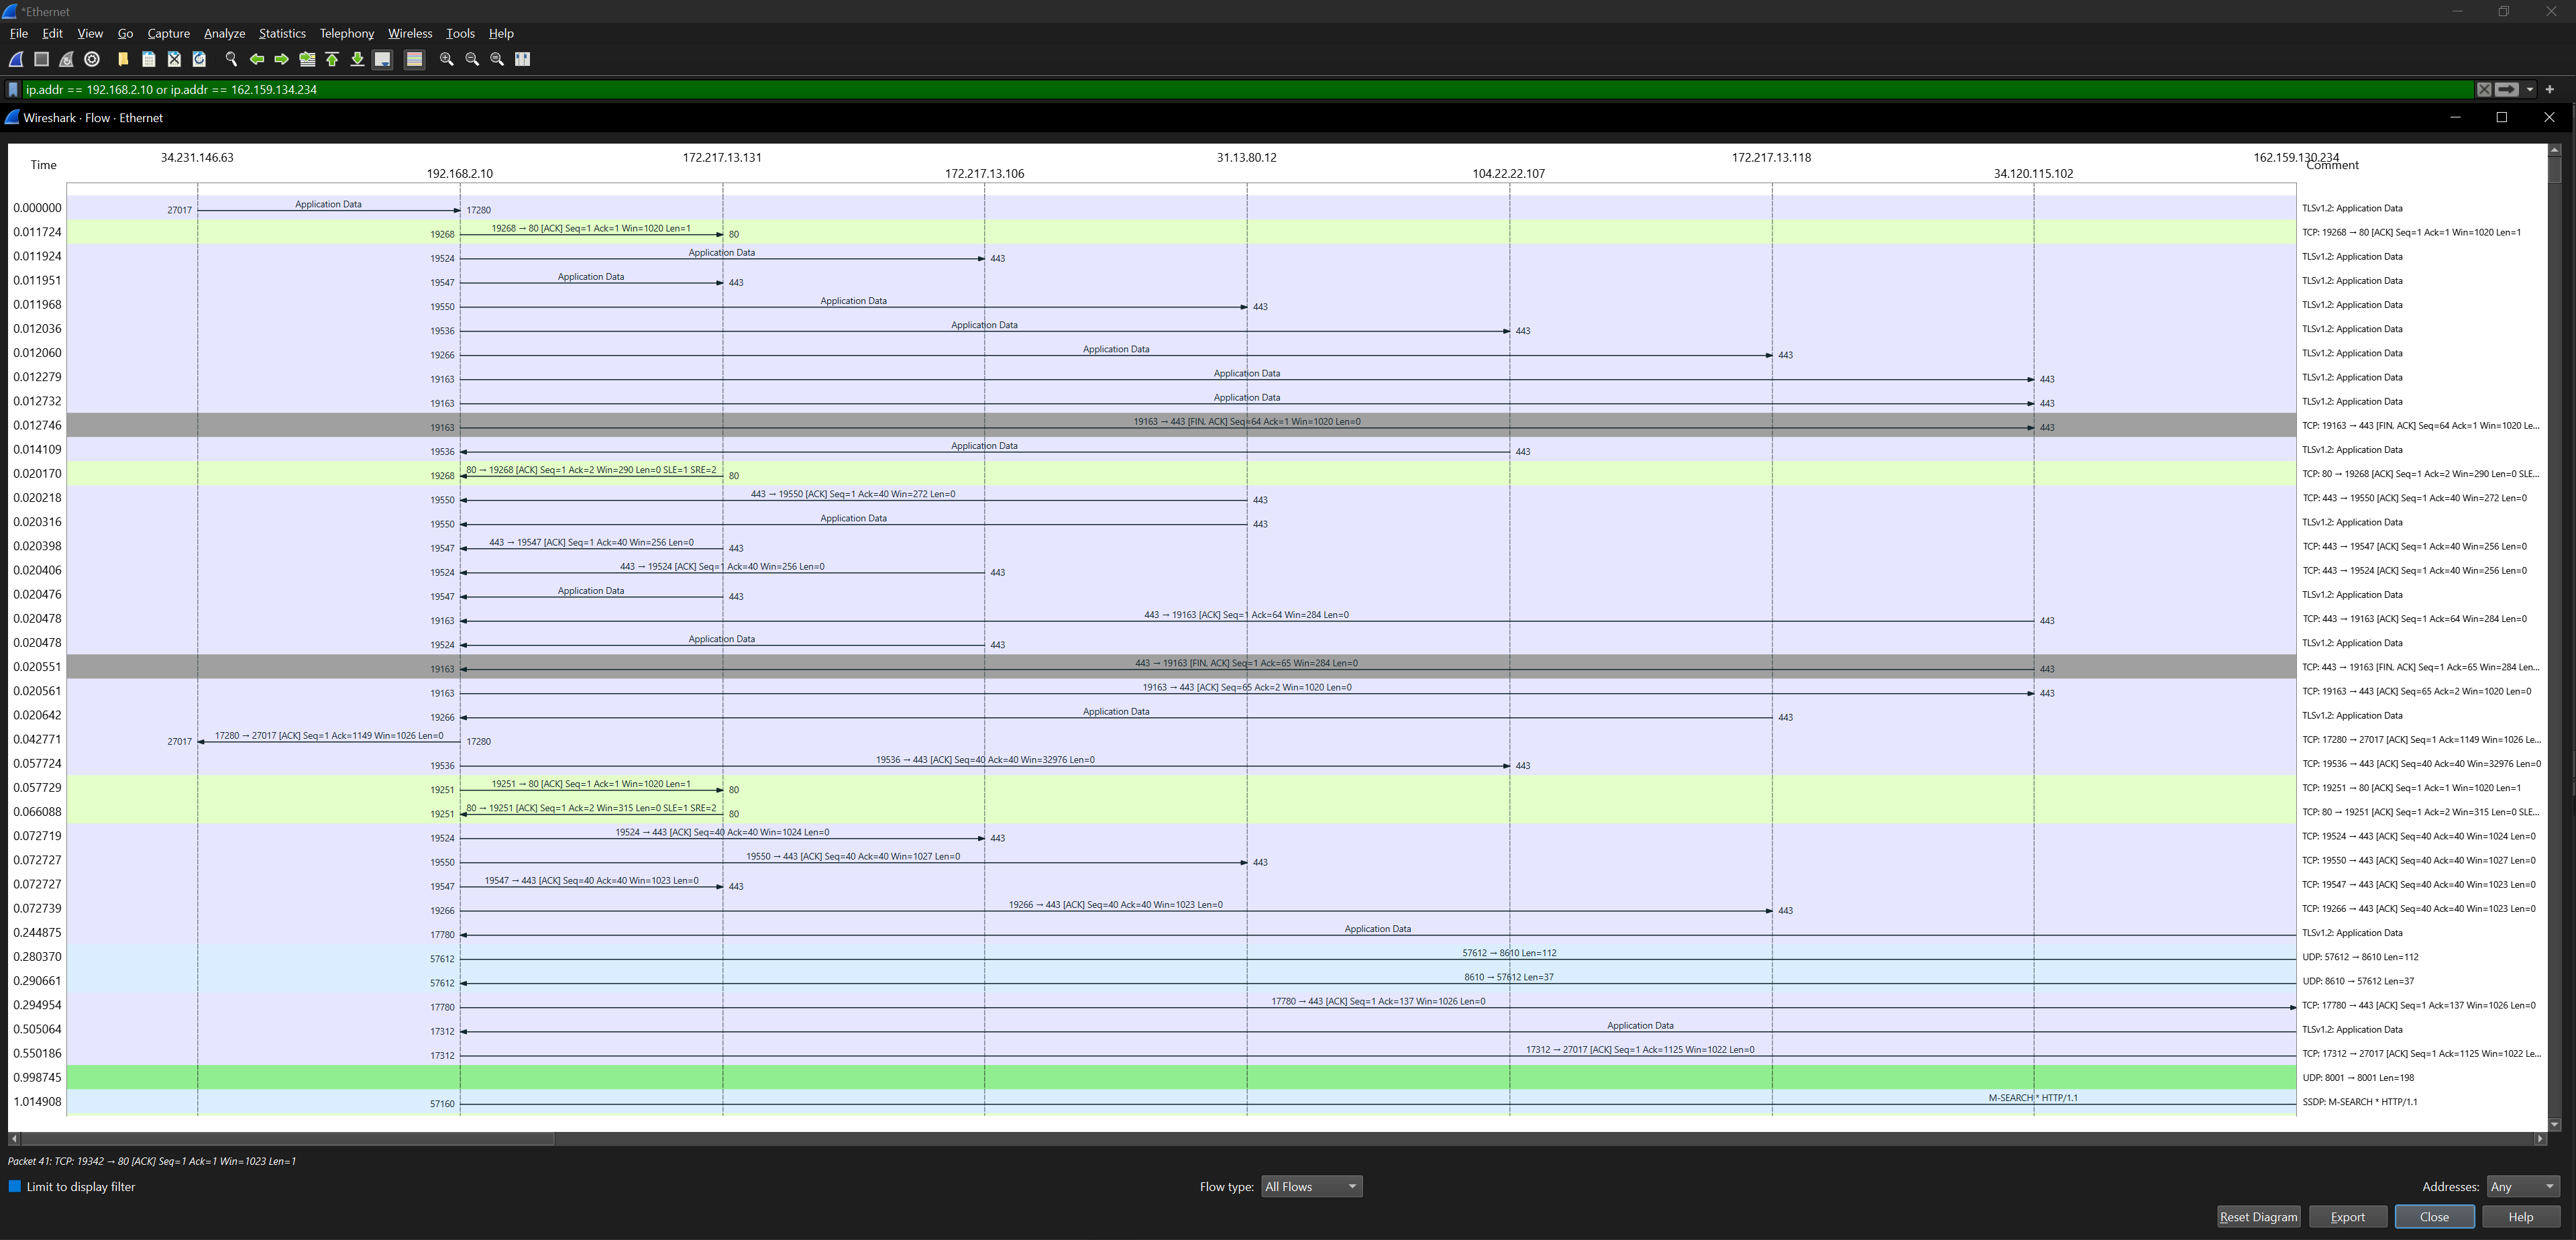 *Ethernet
File Edit View Go Capture Analyze Statistics Telephony Wireless Tools Help
ip.addr == 192.168.2.10 or ip.addr == 162.159.134.234
Wireshark · Flow · Ethernet
34.231.146.63 172.217.13.131 31.13.80.12 172.217.13.118 162.159.130.234
Time 192.168.2.10 172.217.13.106 104.22.22.107 34.120.115.102 Comment
0.000000 27017 Application Data 17280 TLSv1.2: Application Data
0.011724 19268 19268 → 80 [ACK] Seq=1 Ack=1 Win=1020 Len=1 80 TCP: 19268 → 80 [ACK] Seq=1 Ack=1 Win=1020 Len=1
0.011924 19524 Application Data 443 TLSv1.2: Application Data
0.011951 19547 Application Data 443 TLSv1.2: Application Data
0.011968 19550 Application Data 443 TLSv1.2: Application Data
0.012036 19536 Application Data 443 TLSv1.2: Application Data
0.012060 19266 Application Data 443 TLSv1.2: Application Data
0.012279 19163 Application Data 443 TLSv1.2: Application Data
0.012732 19163 Application Data 443 TLSv1.2: Application Data
0.012746 19163 19163 → 443 [FIN, ACK] Seq=64 Ack=1 Win=1020 Len=0 443 TCP: 19163 → 443 [FIN, ACK] Seq=64 Ack=1 Win=1020 Le...
0.014109 19536 Application Data 443 TLSv1.2: Application Data
0.020170 19268 80 → 19268 [ACK] Seq=1 Ack=2 Win=290 Len=0 SLE=1 SRE=2 80 TCP: 80 → 19268 [ACK] Seq=1 Ack=2 Win=290 Len=0 SLE...
0.020218 19550 443 → 19550 [ACK] Seq=1 Ack=40 Win=272 Len=0 443 TCP: 443 → 19550 [ACK] Seq=1 Ack=40 Win=272 Len=0
0.020316 19550 Application Data 443 TLSv1.2: Application Data
0.020398 19547 443 → 19547 [ACK] Seq=1 Ack=40 Win=256 Len=0 443 TCP: 443 → 19547 [ACK] Seq=1 Ack=40 Win=256 Len=0
0.020406 19524 443 → 19524 [ACK] Seq=1 Ack=40 Win=256 Len=0 443 TCP: 443 → 19524 [ACK] Seq=1 Ack=40 Win=256 Len=0
0.020476 19547 Application Data 443 TLSv1.2: Application Data
0.020478 19163 443 → 19163 [ACK] Seq=1 Ack=64 Win=284 Len=0 443 TCP: 443 → 19163 [ACK] Seq=1 Ack=64 Win=284 Len=0
0.020478 19524 Application Data 443 TLSv1.2: Application Data
0.020551 19163 443 → 19163 [FIN, ACK] Seq=1 Ack=65 Win=284 Len=0 443 TCP: 443 → 19163 [FIN, ACK] Seq=1 Ack=65 Win=284 Len...
0.020561 19163 19163 → 443 [ACK] Seq=65 Ack=2 Win=1020 Len=0 443 TCP: 19163 → 443 [ACK] Seq=65 Ack=2 Win=1020 Len=0
0.020642 19266 Application Data 443 TLSv1.2: Application Data
0.042771 27017 17280 → 27017 [ACK] Seq=1 Ack=1149 Win=1026 Len=0 17280 TCP: 17280 → 27017 [ACK] Seq=1 Ack=1149 Win=1026 Le...
0.057724 19536 19536 → 443 [ACK] Seq=40 Ack=40 Win=32976 Len=0 443 TCP: 19536 → 443 [ACK] Seq=40 Ack=40 Win=32976 Len=0
0.057729 19251 19251 → 80 [ACK] Seq=1 Ack=1 Win=1020 Len=1 80 TCP: 19251 → 80 [ACK] Seq=1 Ack=1 Win=1020 Len=1
0.066088 19251 80 → 19251 [ACK] Seq=1 Ack=2 Win=315 Len=0 SLE=1 SRE=2 80 TCP: 80 → 19251 [ACK] Seq=1 Ack=2 Win=315 Len=0 SLE...
0.072719 19524 19524 → 443 [ACK] Seq=40 Ack=40 Win=1024 Len=0 443 TCP: 19524 → 443 [ACK] Seq=40 Ack=40 Win=1024 Len=0
0.072727 19550 19550 → 443 [ACK] Seq=40 Ack=40 Win=1027 Len=0 443 TCP: 19550 → 443 [ACK] Seq=40 Ack=40 Win=1027 Len=0
0.072727 19547 19547 → 443 [ACK] Seq=40 Ack=40 Win=1023 Len=0 443 TCP: 19547 → 443 [ACK] Seq=40 Ack=40 Win=1023 Len=0
0.072739 19266 19266 → 443 [ACK] Seq=40 Ack=40 Win=1023 Len=0 443 TCP: 19266 → 443 [ACK] Seq=40 Ack=40 Win=1023 Len=0
0.244875 17780 Application Data TLSv1.2: Application Data
0.280370 57612 57612 → 8610 Len=112 UDP: 57612 → 8610 Len=112
0.290661 57612 8610 → 57612 Len=37 UDP: 8610 → 57612 Len=37
0.294954 17780 17780 → 443 [ACK] Seq=1 Ack=137 Win=1026 Len=0 TCP: 17780 → 443 [ACK] Seq=1 Ack=137 Win=1026 Len=0
0.505064 17312 Application Data TLSv1.2: Application Data
0.550186 17312 17312 → 27017 [ACK] Seq=1 Ack=1125 Win=1022 Len=0 TCP: 17312 → 27017 [ACK] Seq=1 Ack=1125 Win=1022 Le...
0.998745 UDP: 8001 → 8001 Len=198
1.014908 57160 M-SEARCH * HTTP/1.1 SSDP: M-SEARCH * HTTP/1.1
Packet 41: TCP: 19342 → 80 [ACK] Seq=1 Ack=1 Win=1023 Len=1
Limit to display filter Flow type: All Flows Addresses: Any
Reset Diagram Export Close Help